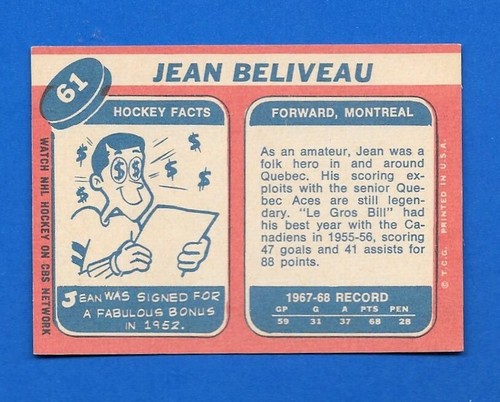 61
JEAN BELIVEAU
WATCH NHL HOCKEY ON CBS NETWORK
HOCKEY FACTS
$ $ $ $ $ $ $
JEAN WAS SIGNED FOR
A FABULOUS BONUS
IN 1952.
FORWARD, MONTREAL
As an amateur, Jean was a
folk hero in and around
Quebec. His scoring ex-
ploits with the senior Que-
bec Aces are still legen-
dary. "Le Gros Bill" had
his best year with the Ca-
nadiens in 1955-56, scoring
47 goals and 41 assists for
88 points.
1967-68 RECORD
GP G A PTS PEN
59 31 37 68 28
© T.C.G. PRINTED IN U.S.A.